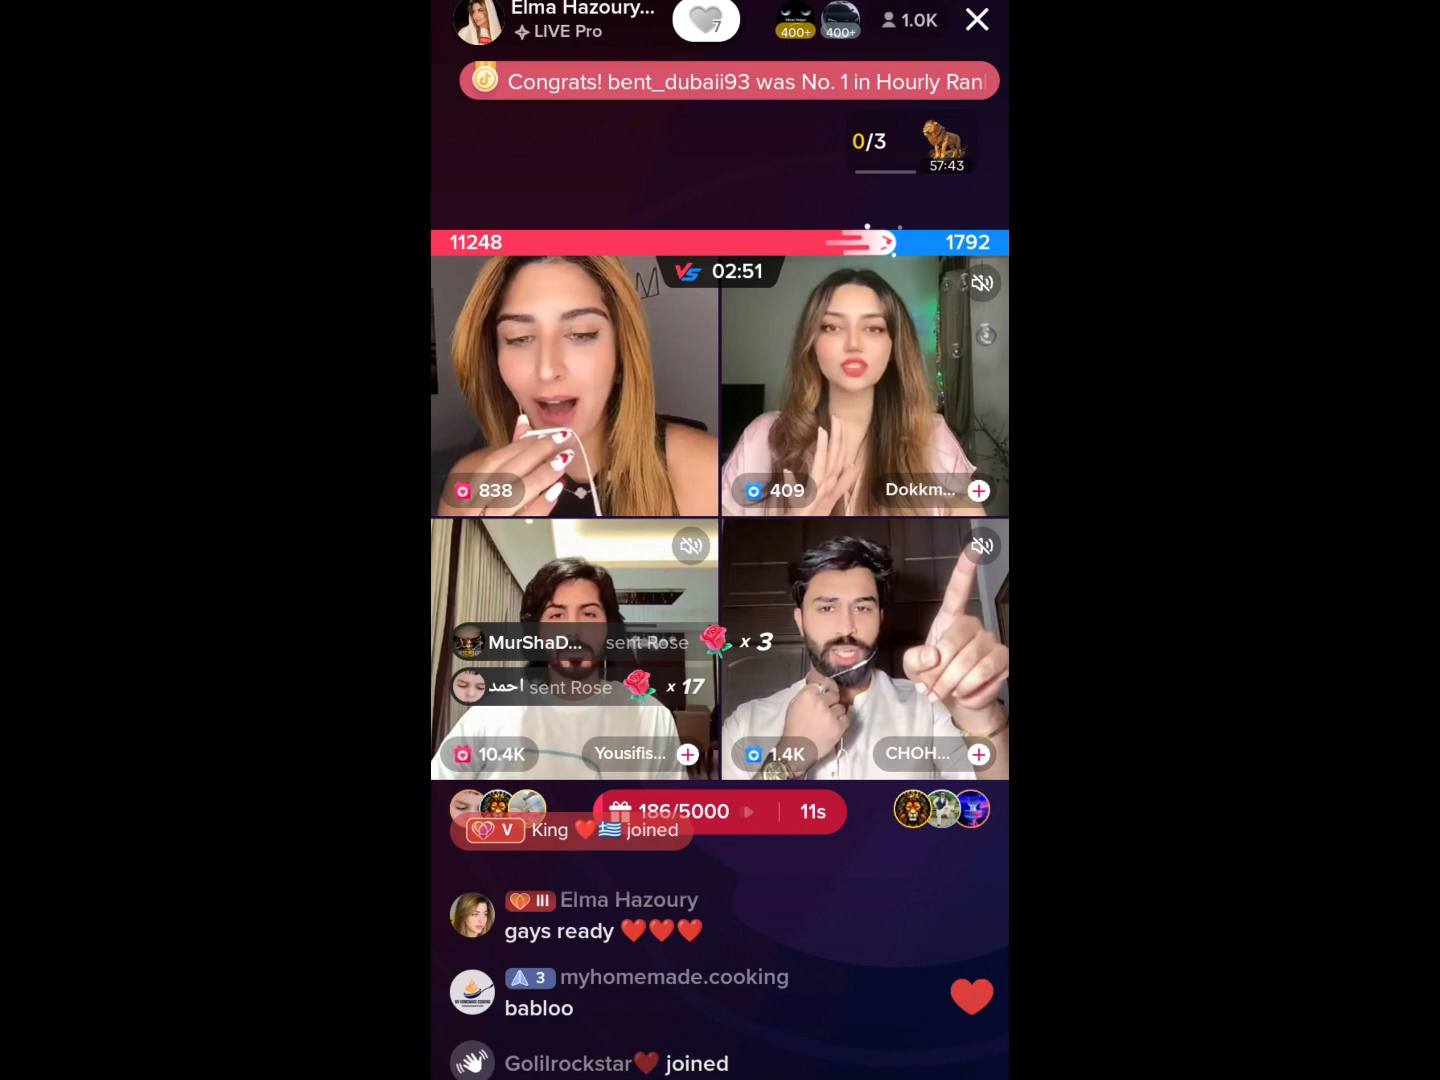 Elma Hazoury...
LIVE Pro
7
400+
400+
1.0K
Congrats! bent_dubaii93 was No. 1 in Hourly Ran
0/3
57:43
11248
1792
VS 02:51
838
409
Dokkm...
MurShaD... sent Rose x 3
احمد sent Rose x 17
10.4K
Yousifis...
1.4K
CHOH...
186/5000
11s
V King ❤️🇬🇷 joined
III Elma Hazoury
gays ready ❤️❤️❤️
3 myhomemade.cooking
babloo
Golilrockstar❤️ joined